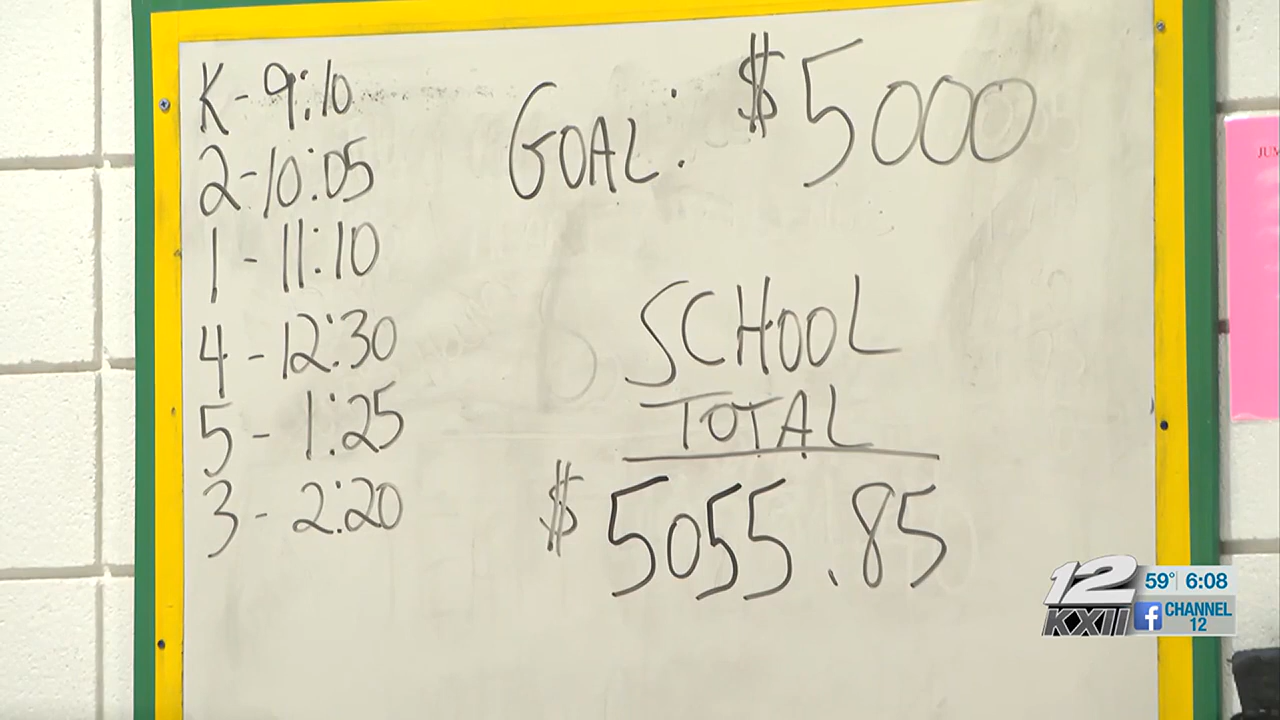 K - 9:10
2 - 10:05
1 - 11:10
4 - 12:30
5 - 1:25
3 - 2:20
GOAL: $5000
SCHOOL
TOTAL
$5055.85
JUM
12
KXII
59° 6:08
f CHANNEL
12